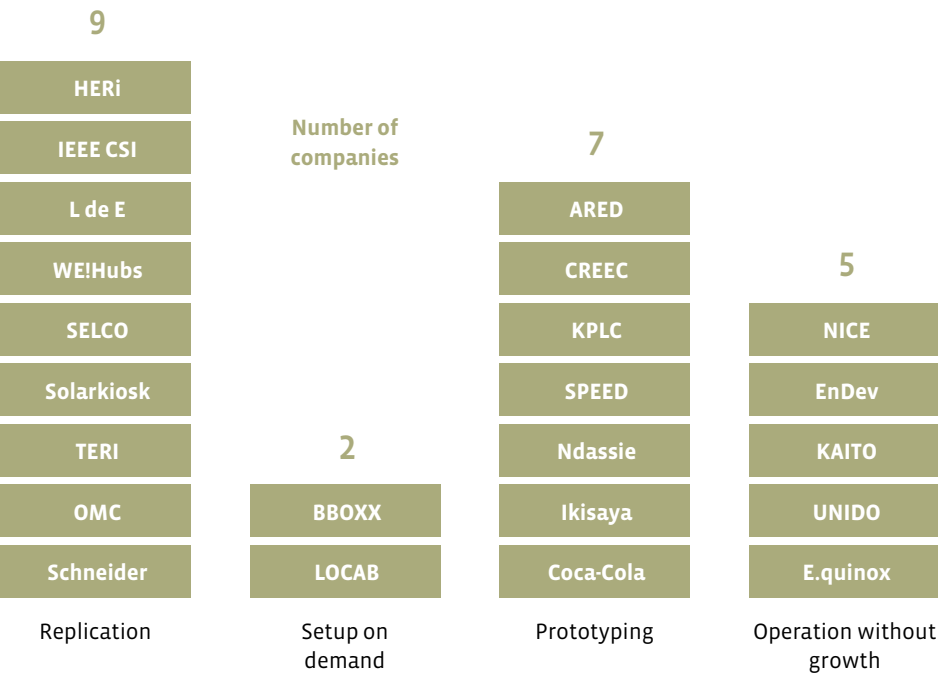 9
HERi
IEEE CSI
L de E
WE!Hubs
SELCO
Solarkiosk
TERI
OMC
Schneider
Replication
Number of
companies
2
BBOXX
LOCAB
Setup on
demand
7
ARED
CREEC
KPLC
SPEED
Ndassie
Ikisaya
Coca-Cola
Prototyping
5
NICE
EnDev
KAITO
UNIDO
E.quinox
Operation without
growth